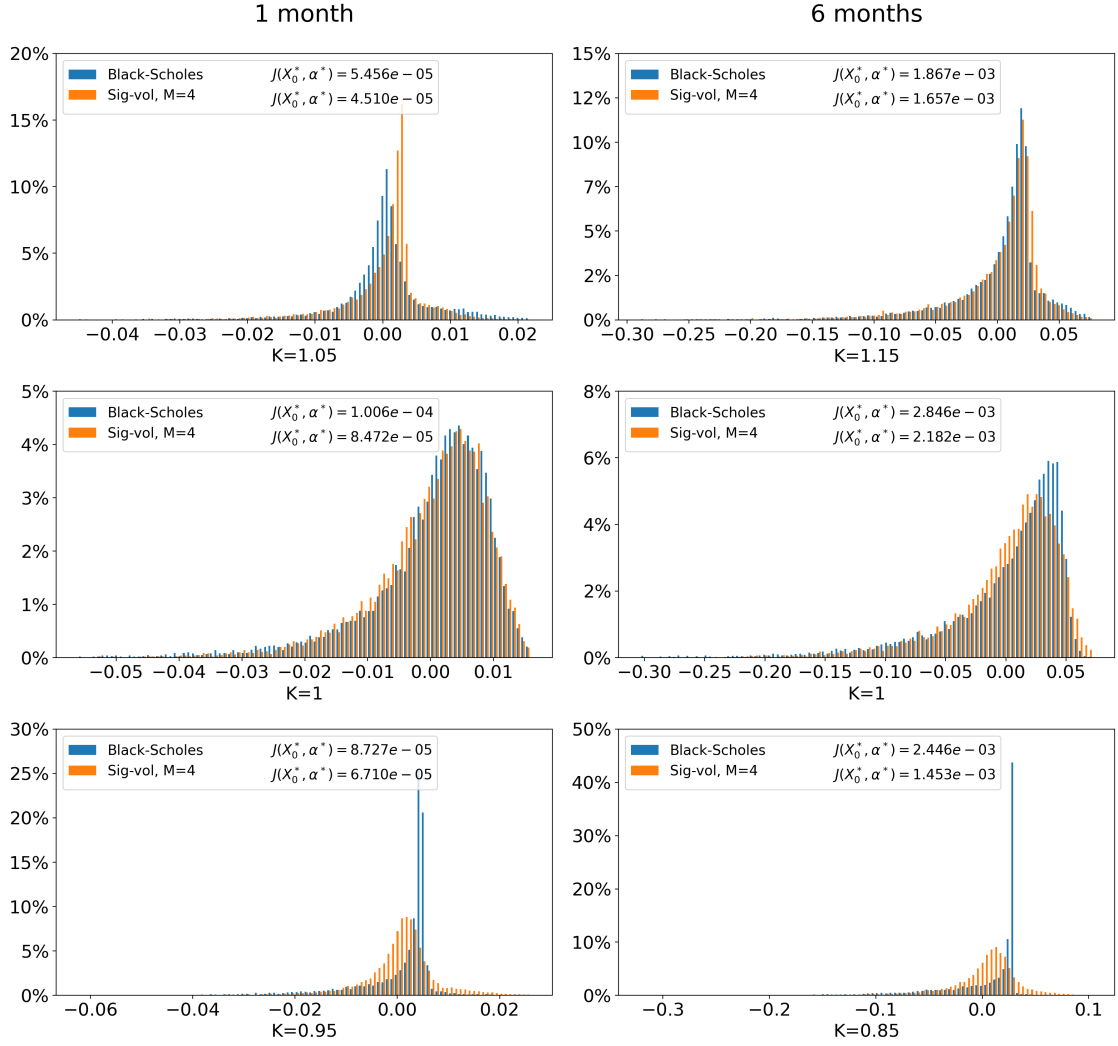 1 month
6 months
20%
15%
10%
5%
0%
Black-Scholes
Sig-vol, M=4
J(X₀*, α*) = 5.456e − 05
J(X₀*, α*) = 4.510e − 05
−0.04 −0.03 −0.02 −0.01 0.00 0.01 0.02
K=1.05
15%
12%
10%
7%
5%
2%
0%
Black-Scholes
Sig-vol, M=4
J(X₀*, α*) = 1.867e − 03
J(X₀*, α*) = 1.657e − 03
−0.30 −0.25 −0.20 −0.15 −0.10 −0.05 0.00 0.05
K=1.15
5%
4%
3%
2%
1%
0%
Black-Scholes
Sig-vol, M=4
J(X₀*, α*) = 1.006e − 04
J(X₀*, α*) = 8.472e − 05
−0.05 −0.04 −0.03 −0.02 −0.01 0.00 0.01
K=1
8%
6%
4%
2%
0%
Black-Scholes
Sig-vol, M=4
J(X₀*, α*) = 2.846e − 03
J(X₀*, α*) = 2.182e − 03
−0.30 −0.25 −0.20 −0.15 −0.10 −0.05 0.00 0.05
K=1
30%
25%
20%
15%
10%
5%
0%
Black-Scholes
Sig-vol, M=4
J(X₀*, α*) = 8.727e − 05
J(X₀*, α*) = 6.710e − 05
−0.06 −0.04 −0.02 0.00 0.02
K=0.95
50%
40%
30%
20%
10%
0%
Black-Scholes
Sig-vol, M=4
J(X₀*, α*) = 2.446e − 03
J(X₀*, α*) = 1.453e − 03
−0.3 −0.2 −0.1 0.0 0.1
K=0.85